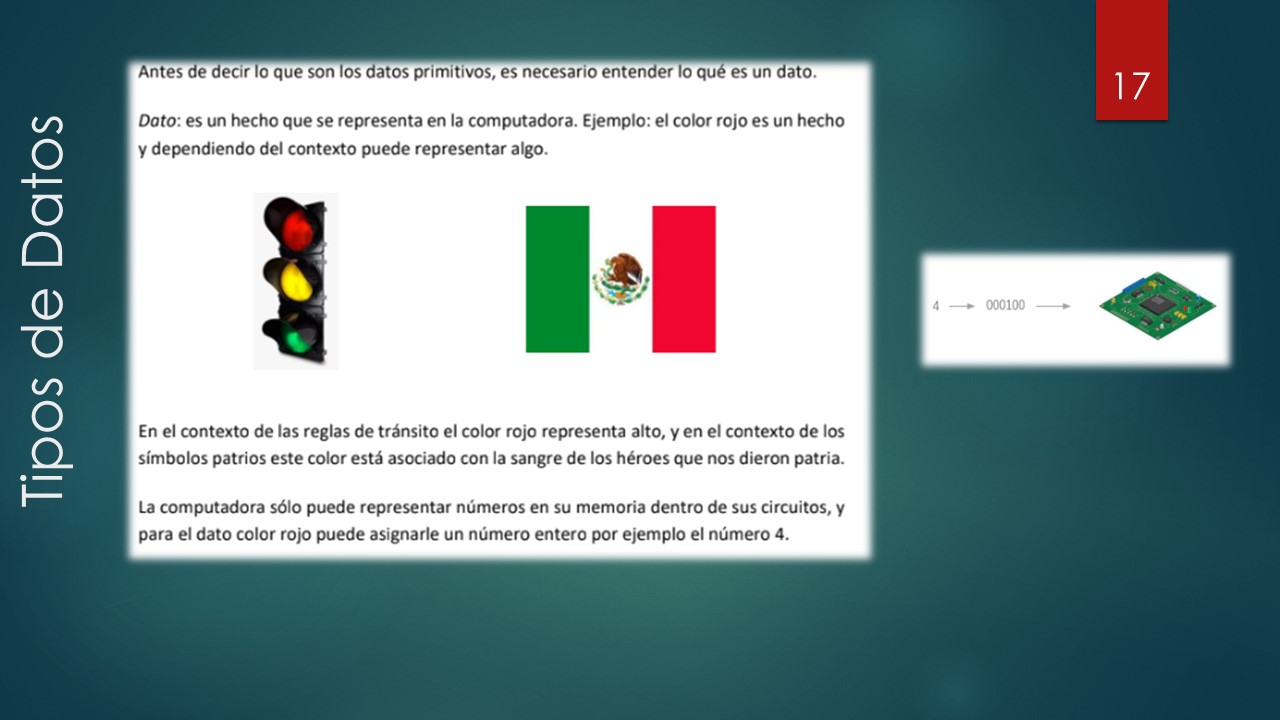 Tipos de Datos
17
Antes de decir lo que son los datos primitivos, es necesario entender lo qué es un dato.
Dato: es un hecho que se representa en la computadora. Ejemplo: el color rojo es un hecho
y dependiendo del contexto puede representar algo.
En el contexto de las reglas de tránsito el color rojo representa alto, y en el contexto de los
símbolos patrios este color está asociado con la sangre de los héroes que nos dieron patria.
La computadora sólo puede representar números en su memoria dentro de sus circuitos, y
para el dato color rojo puede asignarle un número entero por ejemplo el número 4.
4 → 000100 →